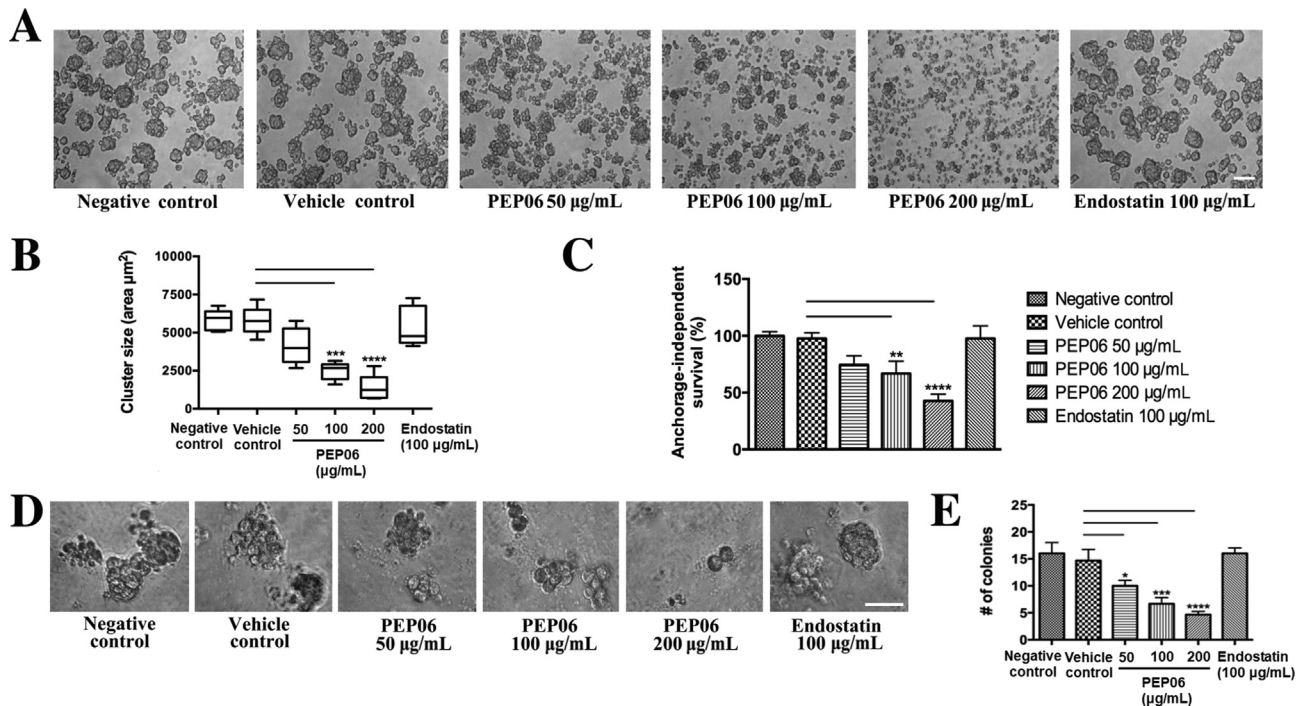 A
Negative control
Vehicle control
PEP06 50 µg/mL
PEP06 100 µg/mL
PEP06 200 µg/mL
Endostatin 100 µg/mL
B
Cluster size (area µm²)
10000
7500
5000
2500
0
***
****
Negative
control
Vehicle
control
50
100
200
PEP06
(µg/mL)
Endostatin
(100 µg/mL)
C
Anchorage-independent
survival (%)
150
100
50
0
**
****
Negative control
Vehicle control
PEP06 50 µg/mL
PEP06 100 µg/mL
PEP06 200 µg/mL
Endostatin 100 µg/mL
D
Negative
control
Vehicle
control
PEP06
50 µg/mL
PEP06
100 µg/mL
PEP06
200 µg/mL
Endostatin
100 µg/mL
E
# of colonies
25
20
15
10
5
0
*
***
****
Negative
control
Vehicle
control
50
100
200
PEP06
(µg/mL)
Endostatin
(100 µg/mL)